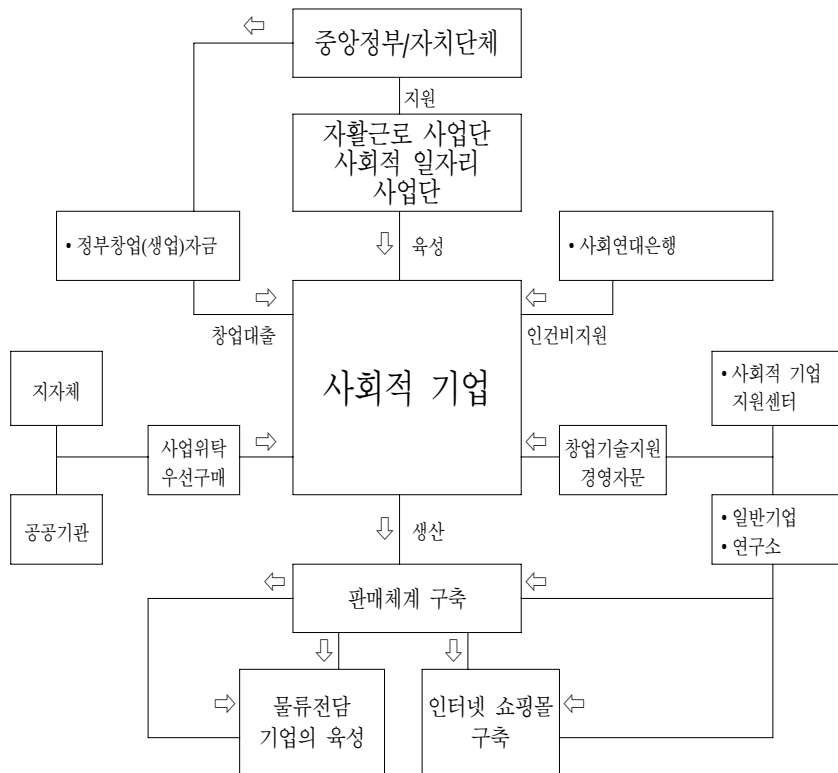 중앙정부/자치단체
지원
자활근로 사업단
사회적 일자리
사업단
• 정부창업(생업)자금
육성
• 사회연대은행
창업대출
인건비지원
사회적 기업
지자체
• 사회적 기업
지원센터
사업위탁
우선구매
창업기술지원
경영자문
공공기관
• 일반기업
• 연구소
생산
판매체계 구축
물류전담
기업의 육성
인터넷 쇼핑몰
구축